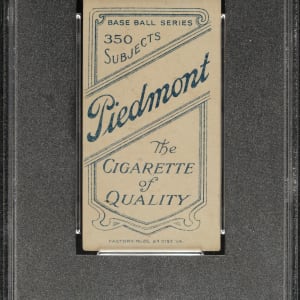 BASE BALL SERIES
350
SUBJECTS
Piedmont
The
CIGARETTE
of
QUALITY
FACTORY No. 25 2ND DIST. VA.